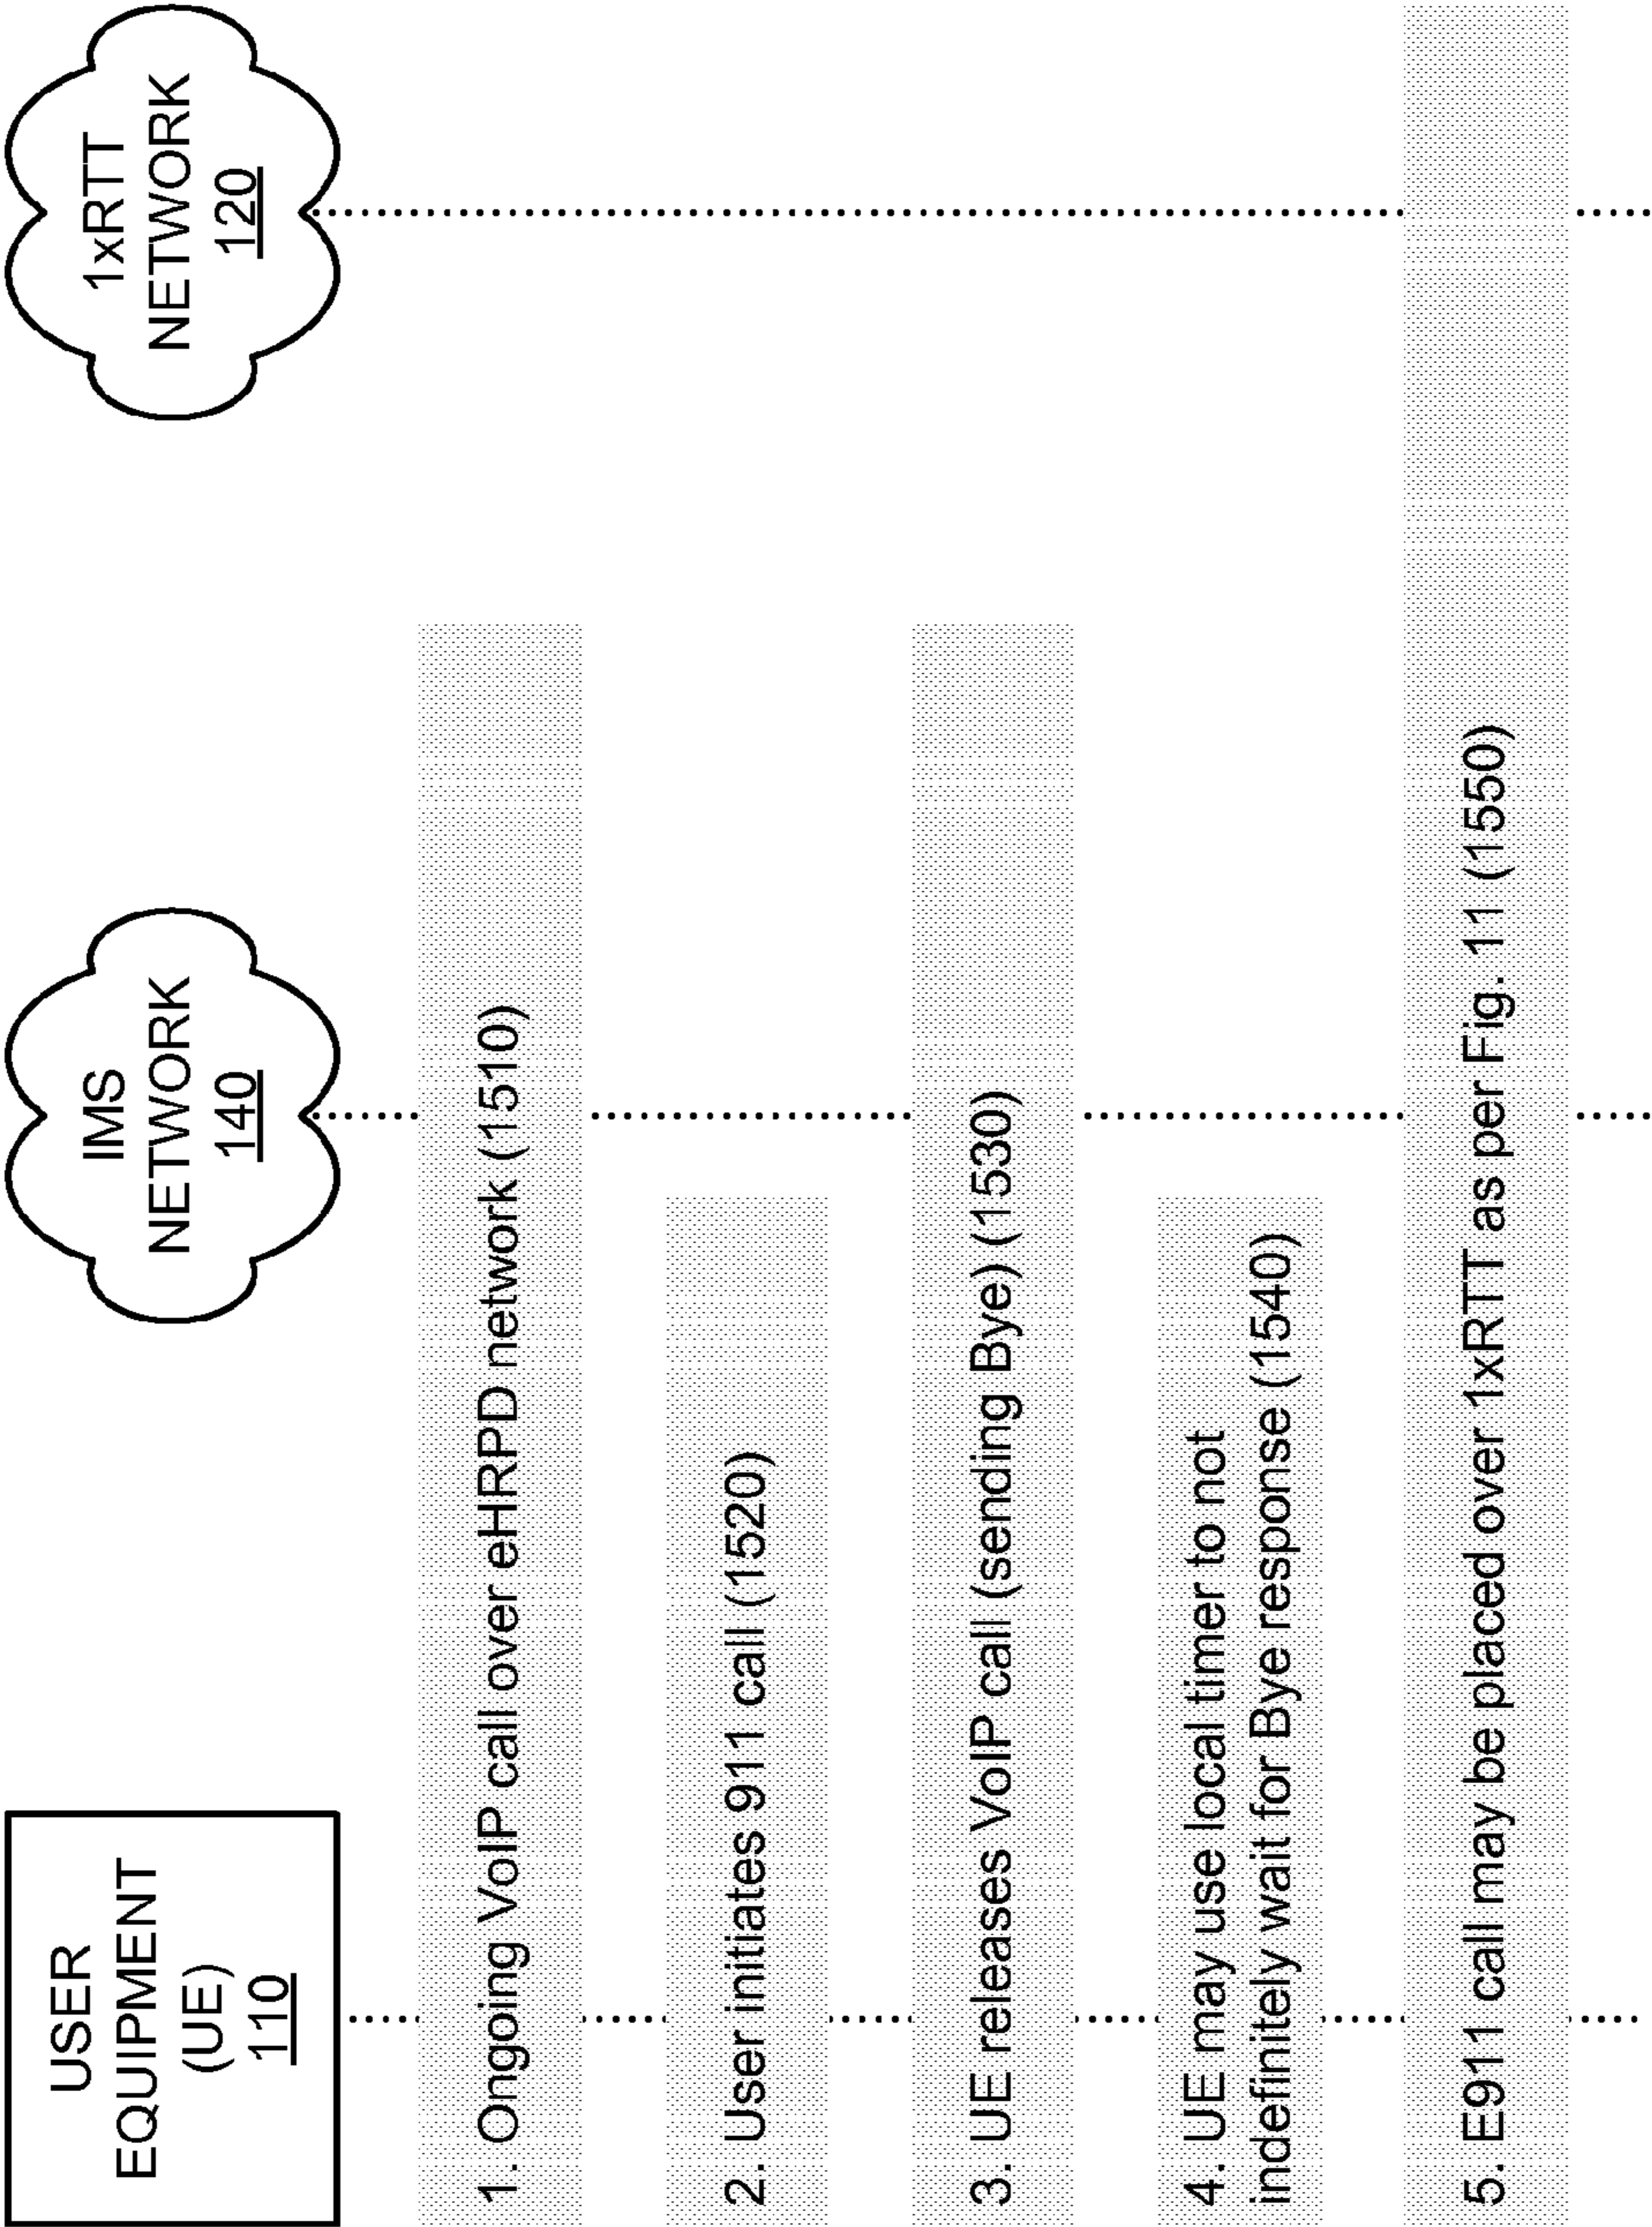 USER
EQUIPMENT
(UE)
110
IMS
NETWORK
140
1xRTT
NETWORK
120
1. Ongoing VoIP call over eHRPD network (1510)
2. User initiates 911 call (1520)
3. UE releases VoIP call (sending Bye) (1530)
4. UE may use local timer to not
indefinitely wait for Bye response (1540)
5. E911 call may be placed over 1xRTT as per Fig. 11 (1550)